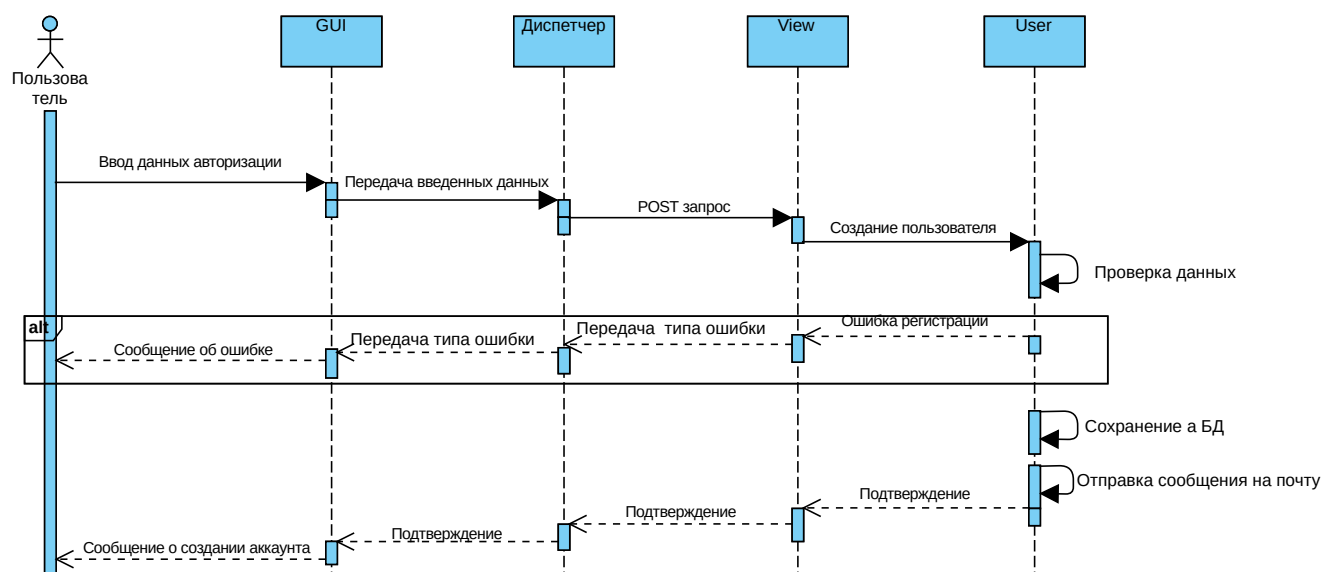 GUI
Диспетчер
View
User
Пользова
тель
Ввод данных авторизации
Передача введенных данных
POST запрос
Создание пользователя
Проверка данных
alt
Ошибка регистрации
Передача  типа ошибки
Передача типа ошибки
Сообщение об ошибке
Сохранение а БД
Отправка сообщения на почту
Подтверждение
Подтверждение
Подтверждение
Сообщение о создании аккаунта